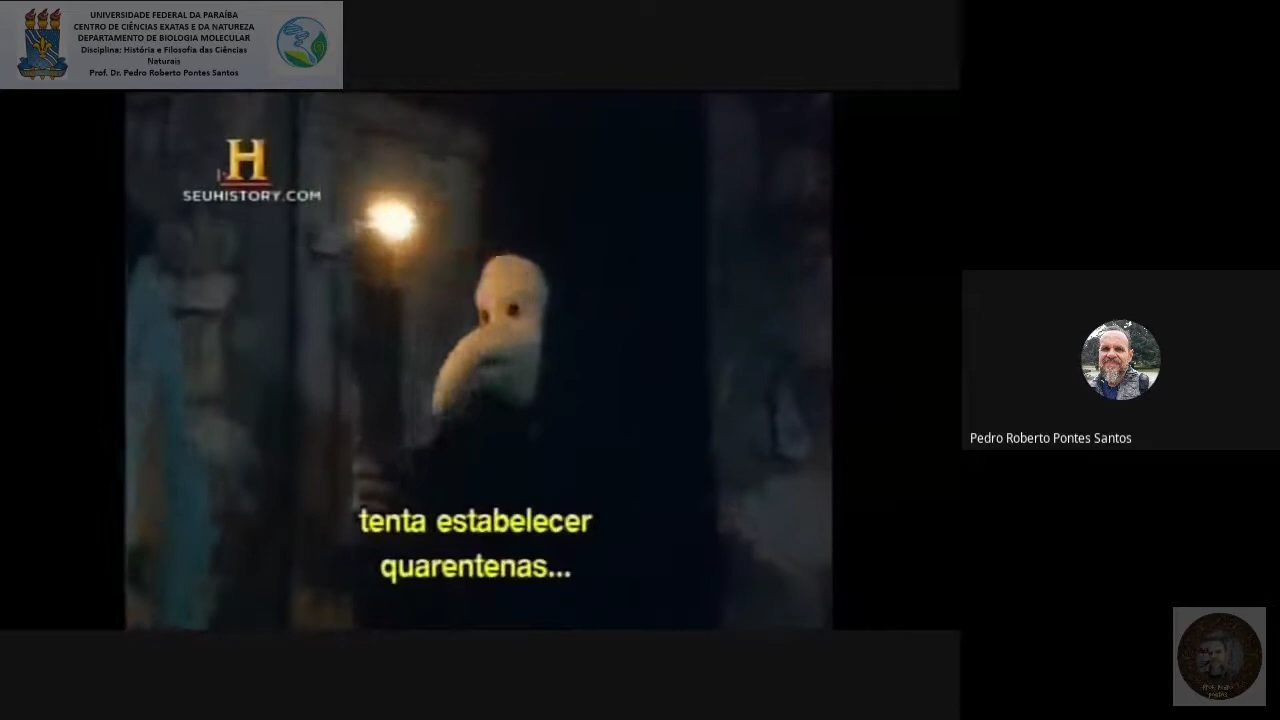 UNIVERSIDADE FEDERAL DA PARAÍBA
CENTRO DE CIÊNCIAS EXATAS E DA NATUREZA
DEPARTAMENTO DE BIOLOGIA MOLECULAR
Disciplina: História e Filosofia das Ciências
Naturais
Prof. Dr. Pedro Roberto Pontes Santos
H
SEUHISTORY.COM
Pedro Roberto Pontes Santos
tenta estabelecer
quarentenas...